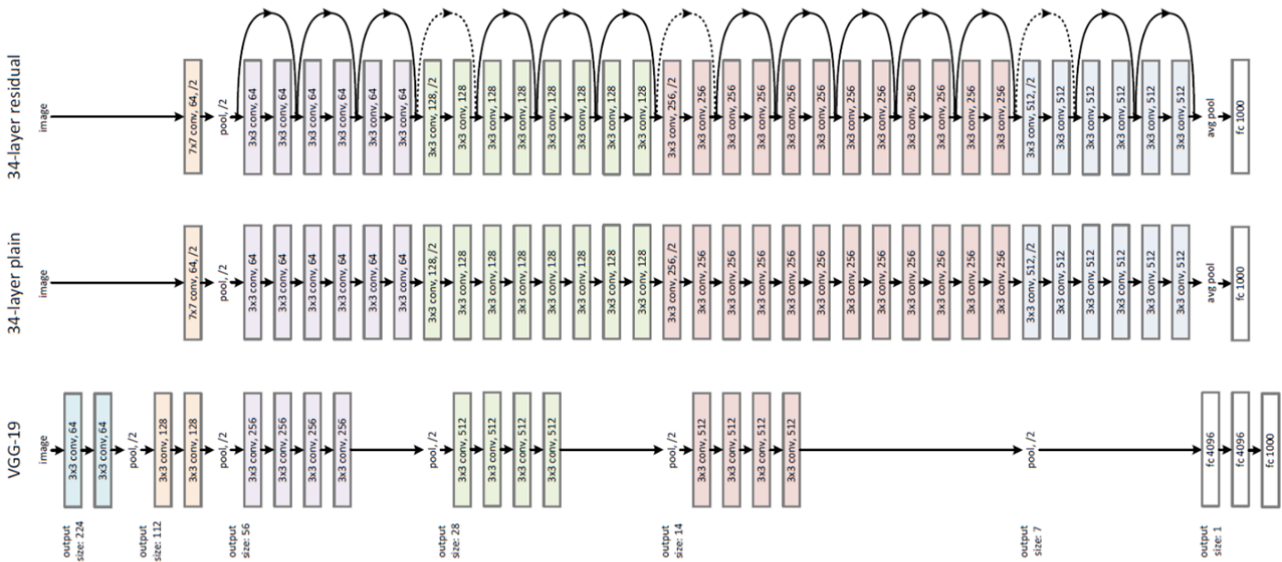 34-layer residual
image
7x7 conv, 64, /2
pool, /2
3x3 conv, 64
3x3 conv, 64
3x3 conv, 64
3x3 conv, 64
3x3 conv, 64
3x3 conv, 64
3x3 conv, 128, /2
3x3 conv, 128
3x3 conv, 128
3x3 conv, 128
3x3 conv, 128
3x3 conv, 128
3x3 conv, 128
3x3 conv, 128
3x3 conv, 256, /2
3x3 conv, 256
3x3 conv, 256
3x3 conv, 256
3x3 conv, 256
3x3 conv, 256
3x3 conv, 256
3x3 conv, 256
3x3 conv, 256
3x3 conv, 256
3x3 conv, 256
3x3 conv, 256
3x3 conv, 512, /2
3x3 conv, 512
3x3 conv, 512
3x3 conv, 512
3x3 conv, 512
3x3 conv, 512
avg pool
fc 1000
34-layer plain
image
7x7 conv, 64, /2
pool, /2
3x3 conv, 64
3x3 conv, 64
3x3 conv, 64
3x3 conv, 64
3x3 conv, 64
3x3 conv, 64
3x3 conv, 128, /2
3x3 conv, 128
3x3 conv, 128
3x3 conv, 128
3x3 conv, 128
3x3 conv, 128
3x3 conv, 128
3x3 conv, 128
3x3 conv, 256, /2
3x3 conv, 256
3x3 conv, 256
3x3 conv, 256
3x3 conv, 256
3x3 conv, 256
3x3 conv, 256
3x3 conv, 256
3x3 conv, 256
3x3 conv, 256
3x3 conv, 256
3x3 conv, 256
3x3 conv, 512, /2
3x3 conv, 512
3x3 conv, 512
3x3 conv, 512
3x3 conv, 512
3x3 conv, 512
avg pool
fc 1000
VGG-19
image
3x3 conv, 64
3x3 conv, 64
pool, /2
3x3 conv, 128
3x3 conv, 128
pool, /2
3x3 conv, 256
3x3 conv, 256
3x3 conv, 256
3x3 conv, 256
pool, /2
3x3 conv, 512
3x3 conv, 512
3x3 conv, 512
3x3 conv, 512
pool, /2
3x3 conv, 512
3x3 conv, 512
3x3 conv, 512
3x3 conv, 512
pool, /2
fc 4096
fc 4096
fc 1000
output
size: 224
output
size: 112
output
size: 56
output
size: 28
output
size: 14
output
size: 7
output
size: 1